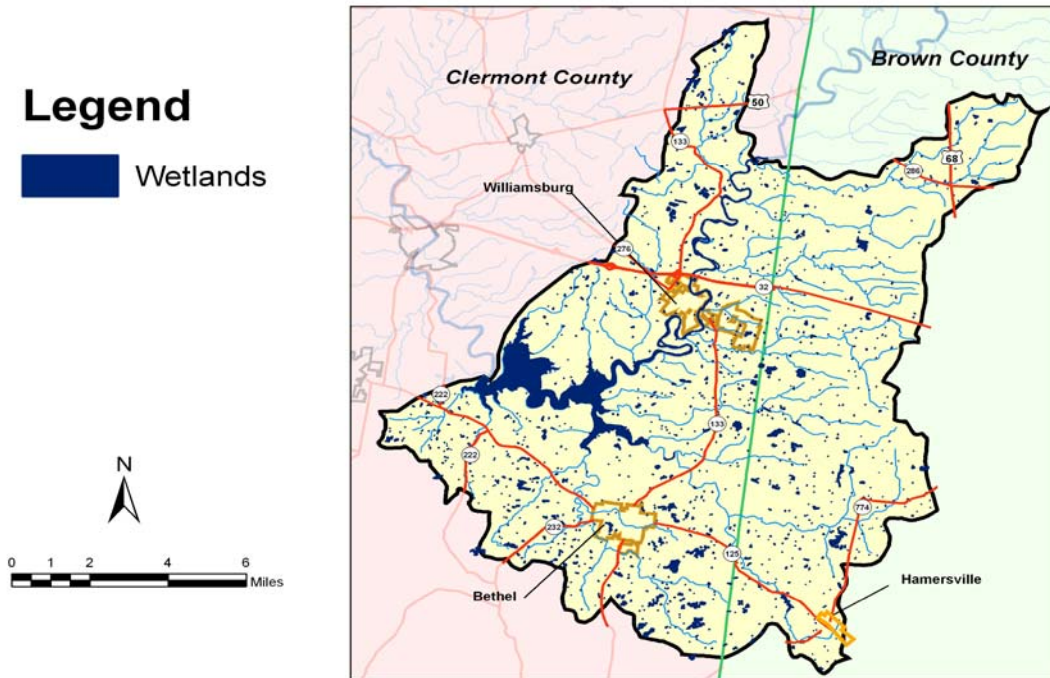 Legend
Wetlands
N
0 1 2 4 6
Miles
Clermont County
Brown County
50
133
68
286
Williamsburg
276
32
222
133
222
774
232
125
Bethel
Hamersville